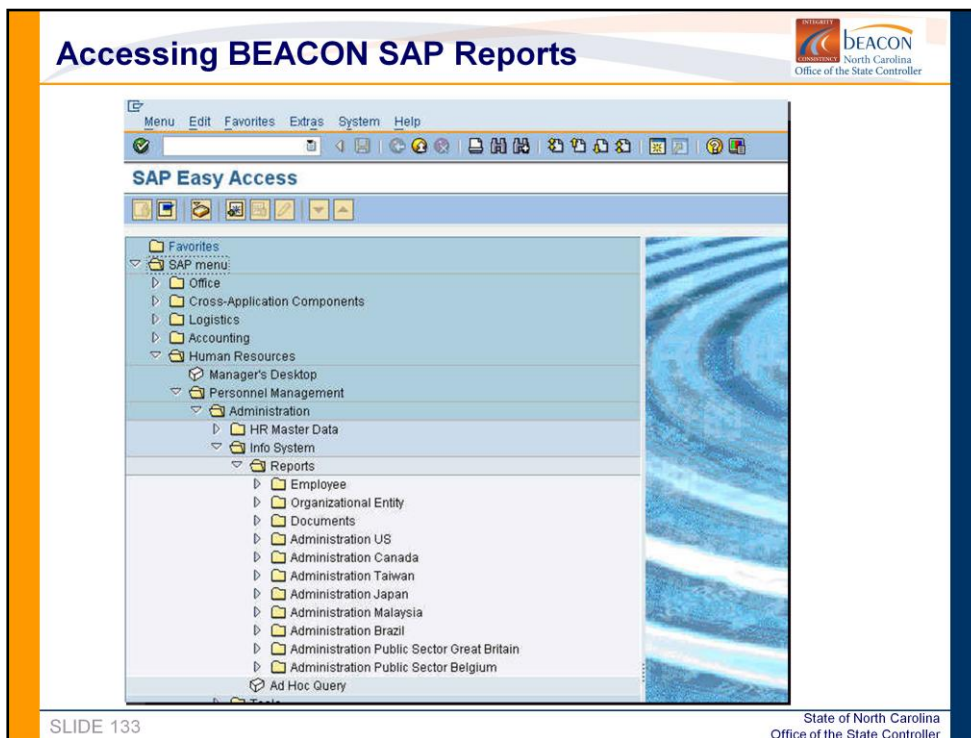 Accessing BEACON SAP Reports
INTEGRITY
CONSISTENCY
bEACON
North Carolina
Office of the State Controller
Menu Edit Favorites Extras System Help
SAP Easy Access
Favorites
SAP menu
Office
Cross-Application Components
Logistics
Accounting
Human Resources
Manager's Desktop
Personnel Management
Administration
HR Master Data
Info System
Reports
Employee
Organizational Entity
Documents
Administration US
Administration Canada
Administration Taiwan
Administration Japan
Administration Malaysia
Administration Brazil
Administration Public Sector Great Britain
Administration Public Sector Belgium
Ad Hoc Query
Tools
SLIDE 133
State of North Carolina
Office of the State Controller